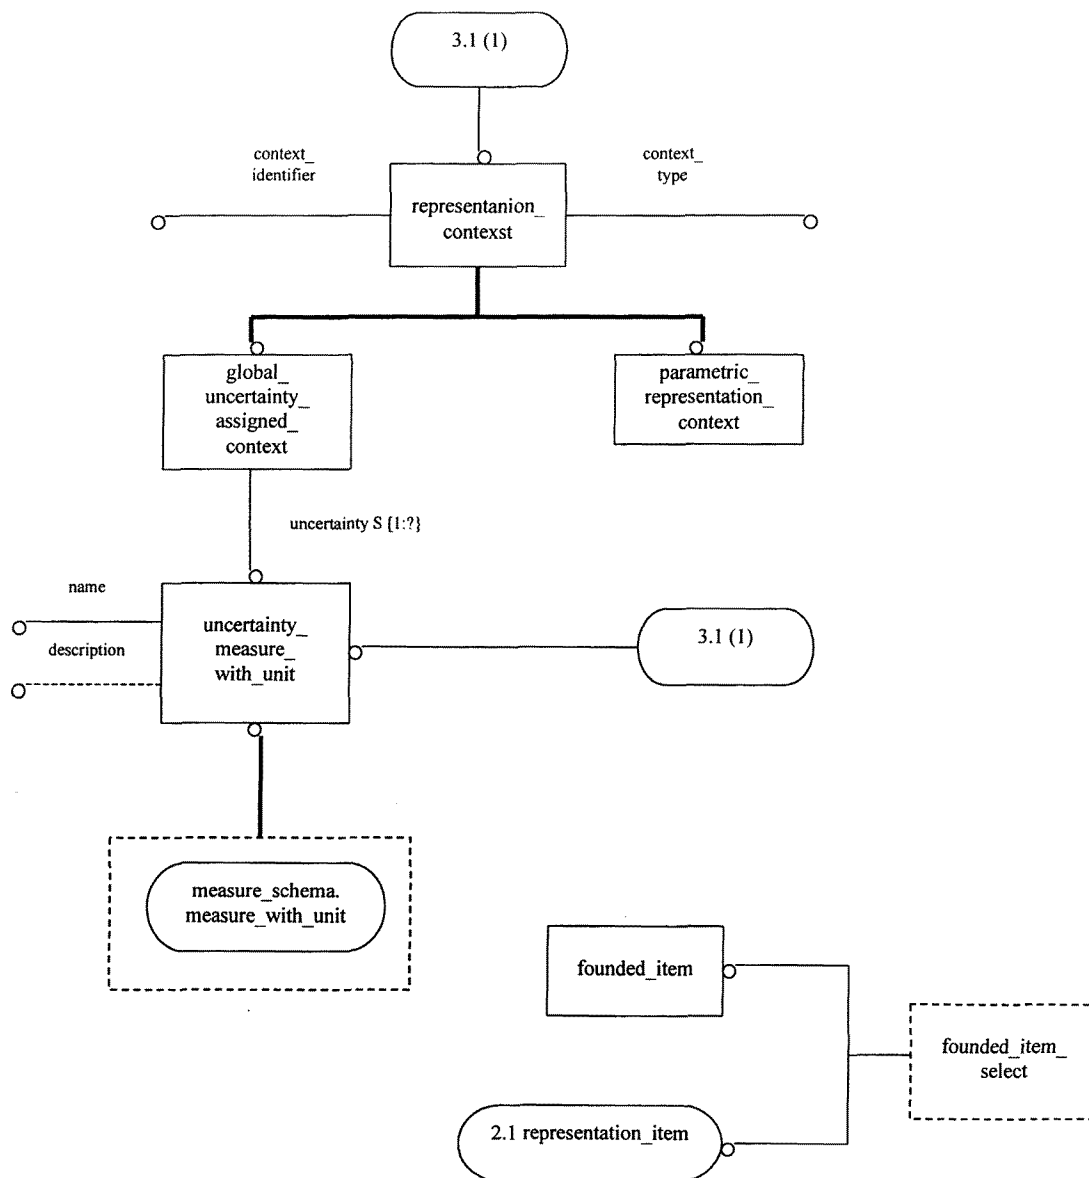 3.1 (1)
context_
identifier
context_
type
representanion_
contexst
global_
uncertainty_
assigned_
context
parametric_
representation_
context
uncertainty S {1:?}
name
description
uncertainty_
measure_
with_unit
3.1 (1)
measure_schema.
measure_with_unit
founded_item
founded_item_
select
2.1 representation_item